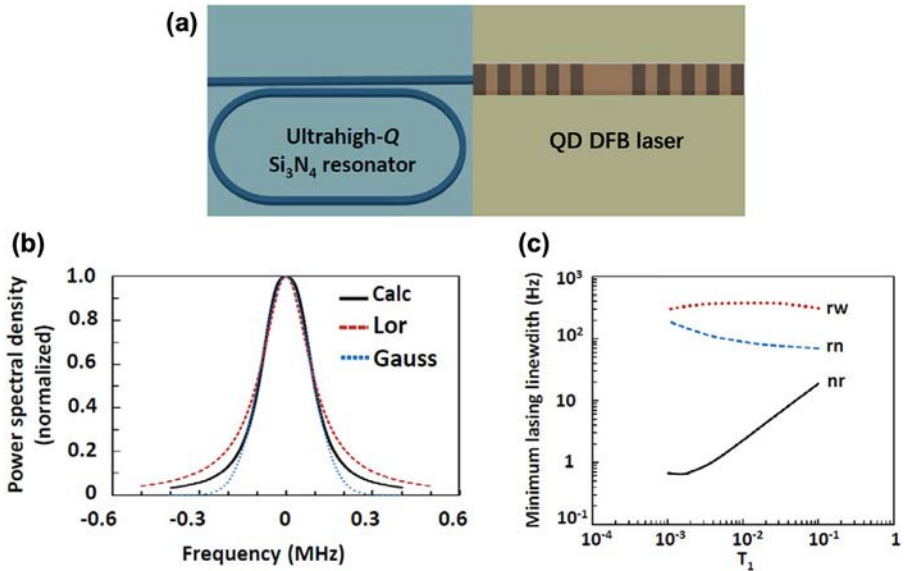 (a)
Ultrahigh-Q
Si₃N₄ resonator
QD DFB laser
(b)
Power spectral density
(normalized)
1.0
0.8
0.6
0.4
0.2
0
-0.6
-0.3
0
0.3
0.6
Frequency (MHz)
Calc
Lor
Gauss
(c)
Minimum lasing linewdith (Hz)
10³
10²
10¹
1
10⁻¹
10⁻⁴
10⁻³
10⁻²
10⁻¹
1
T₁
rw
rn
nr